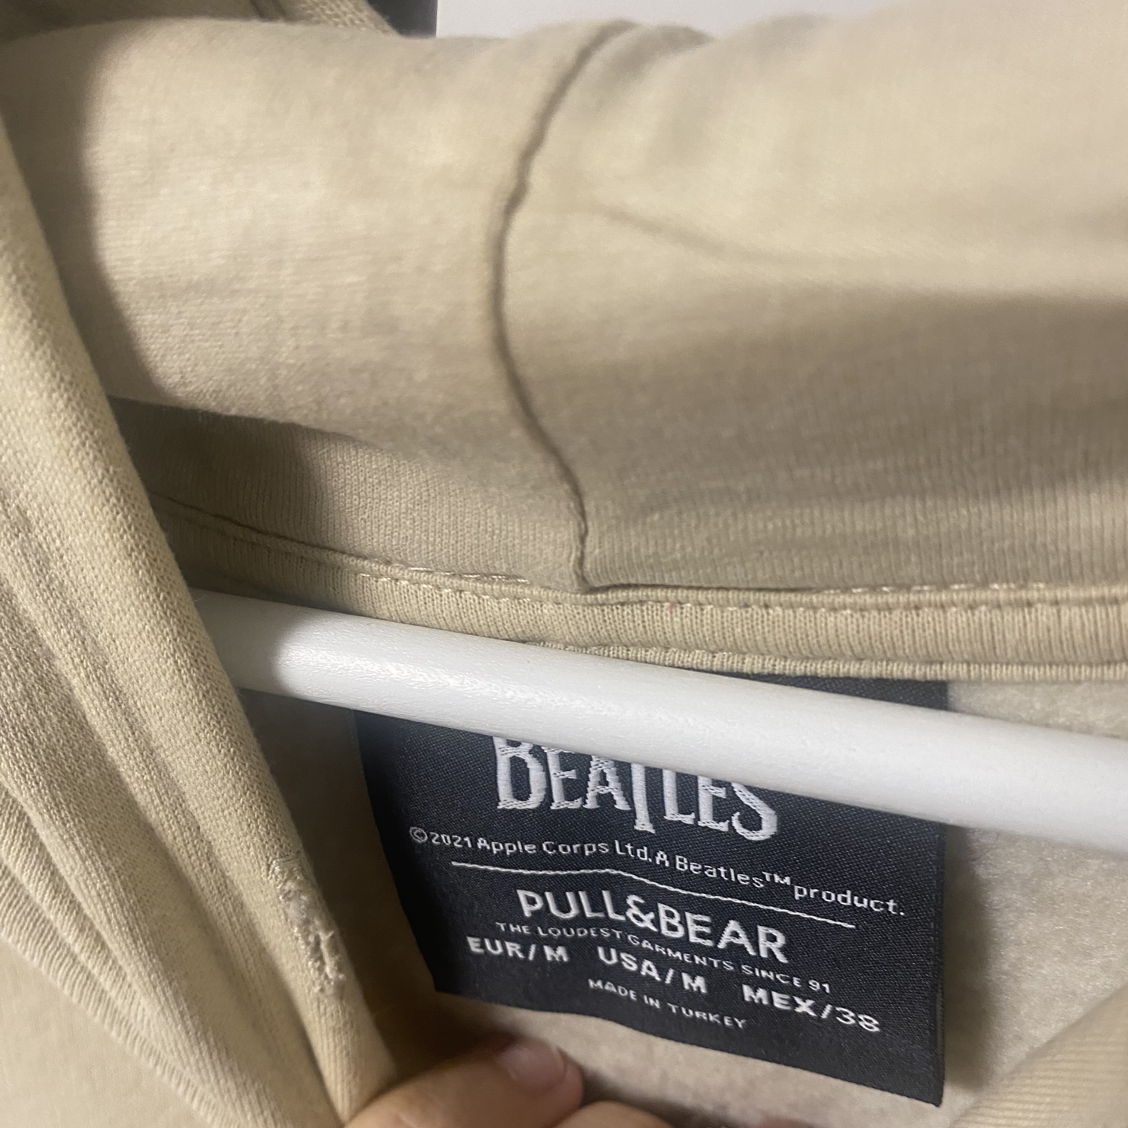 BEATLES
©2021 Apple Corps Ltd. A Beatles™ product.
PULL&BEAR
THE LOUDEST GARMENTS SINCE 91
EUR/M USA/M MEX/38
MADE IN TURKEY